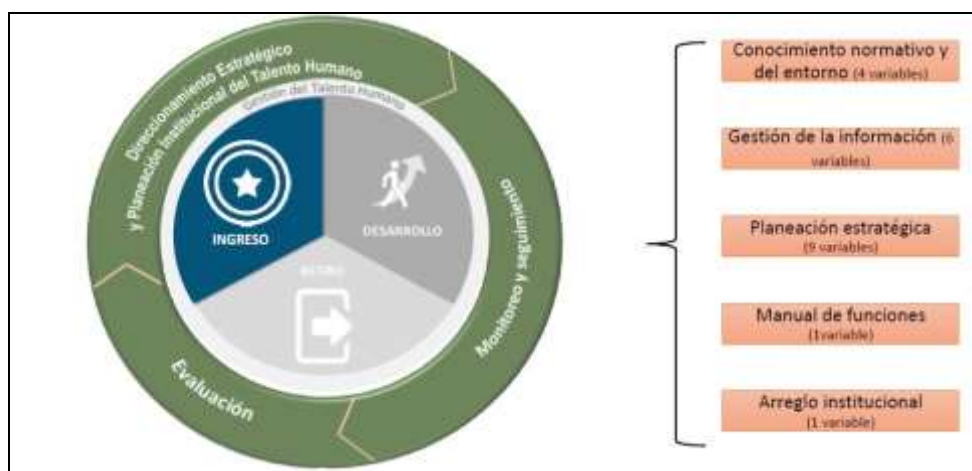 Direccionamiento Estratégico
y Planeación Institucional del Talento Humano
Gestión del Talento Humano
INGRESO
DESARROLLO
RETIRO
Monitoreo y seguimiento
Evaluación
Conocimiento normativo y
del entorno (4 variables)
Gestión de la información (6
variables)
Planeación estratégica
(9 variables)
Manual de funciones
(1variable)
Arreglo institucional
(1 variable)